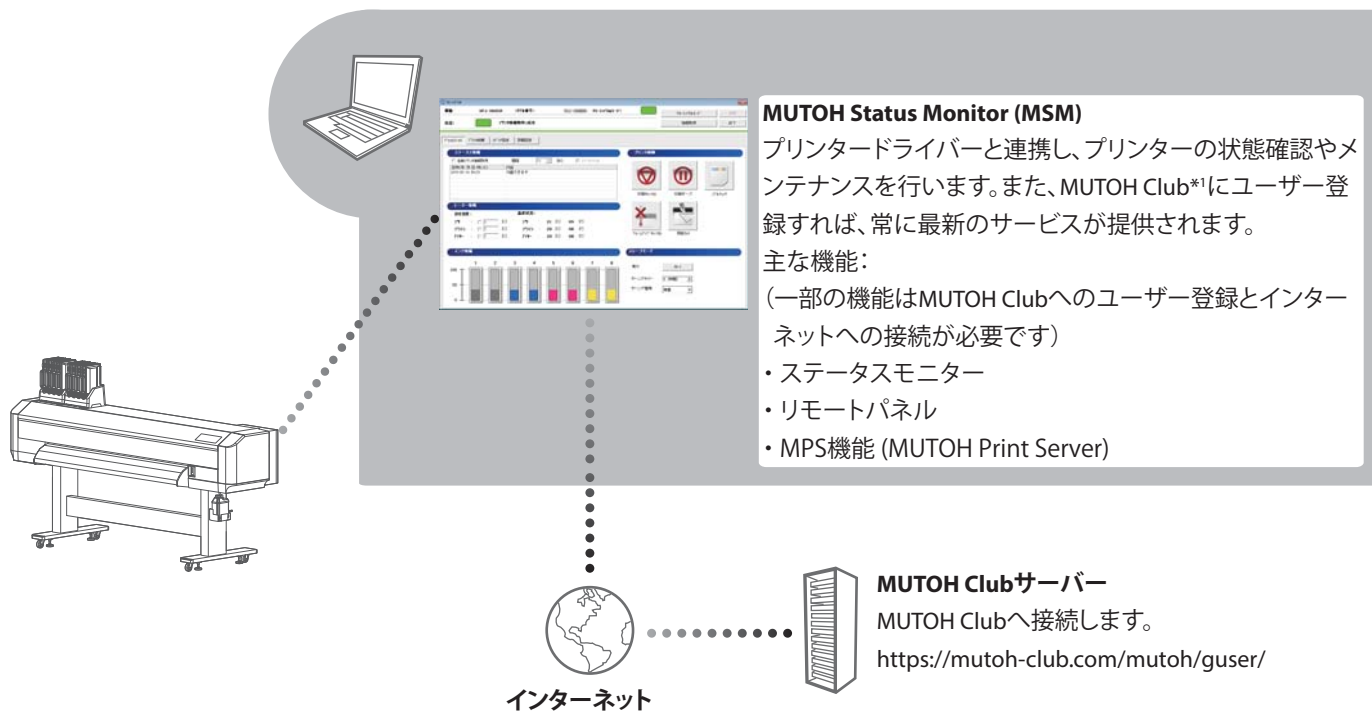 MUTOH Status Monitor (MSM)
プリンタードライバーと連携し、プリンターの状態確認やメ
ンテナンスを行います。また、MUTOH Club*1にユーザー登
録すれば、常に最新のサービスが提供されます。
主な機能：
（一部の機能はMUTOH Clubへのユーザー登録とインター
ネットへの接続が必要です）
・ステータスモニター
・リモートパネル
・MPS機能 (MUTOH Print Server)
1 2 3 4 5 6 7 8
MUTOH Clubサーバー
MUTOH Clubへ接続します。
https://mutoh-club.com/mutoh/guser/
インターネット